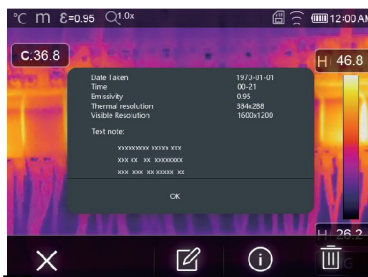 °C m ε=0.95 1.0x 12:00 AM
C:36.8
H 46.8
Date Taken 1970-01-01
Time 00-21
Emissivity 0.95
Thermal resolution 384x288
Visible Resolution 1600x1200
Text note:
xxxxxxxxx xxxxx xxx
xxx xx xx xxxxxxxx
xxx xxx xx xxxxx xx
OK
H 26.2